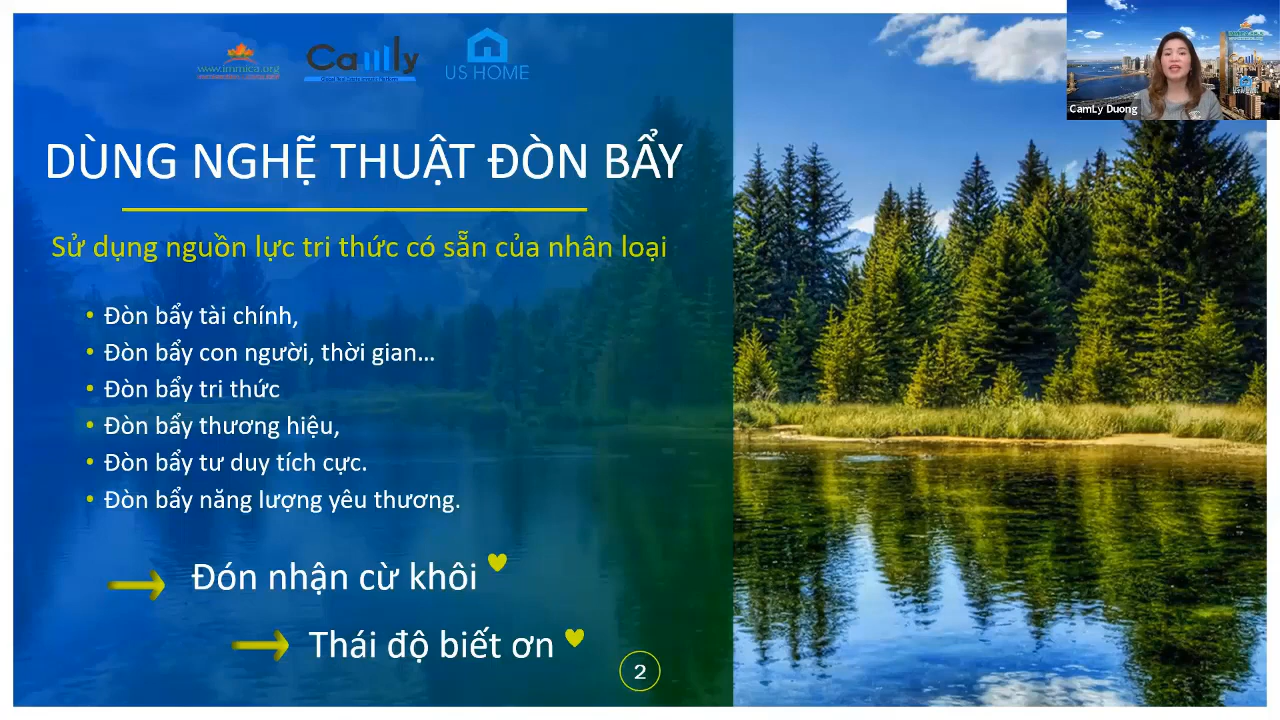 www.immica.org
Camly
US HOME
CamLy Duong
DÙNG NGHỆ THUẬT ĐÒN BẨY
Sử dụng nguồn lực tri thức có sẵn của nhân loại
• Đòn bẩy tài chính,
• Đòn bẩy con người, thời gian...
• Đòn bẩy tri thức
• Đòn bẩy thương hiệu,
• Đòn bẩy tư duy tích cực.
• Đòn bẩy năng lượng yêu thương.
Đón nhận cừ khôi
Thái độ biết ơn
2